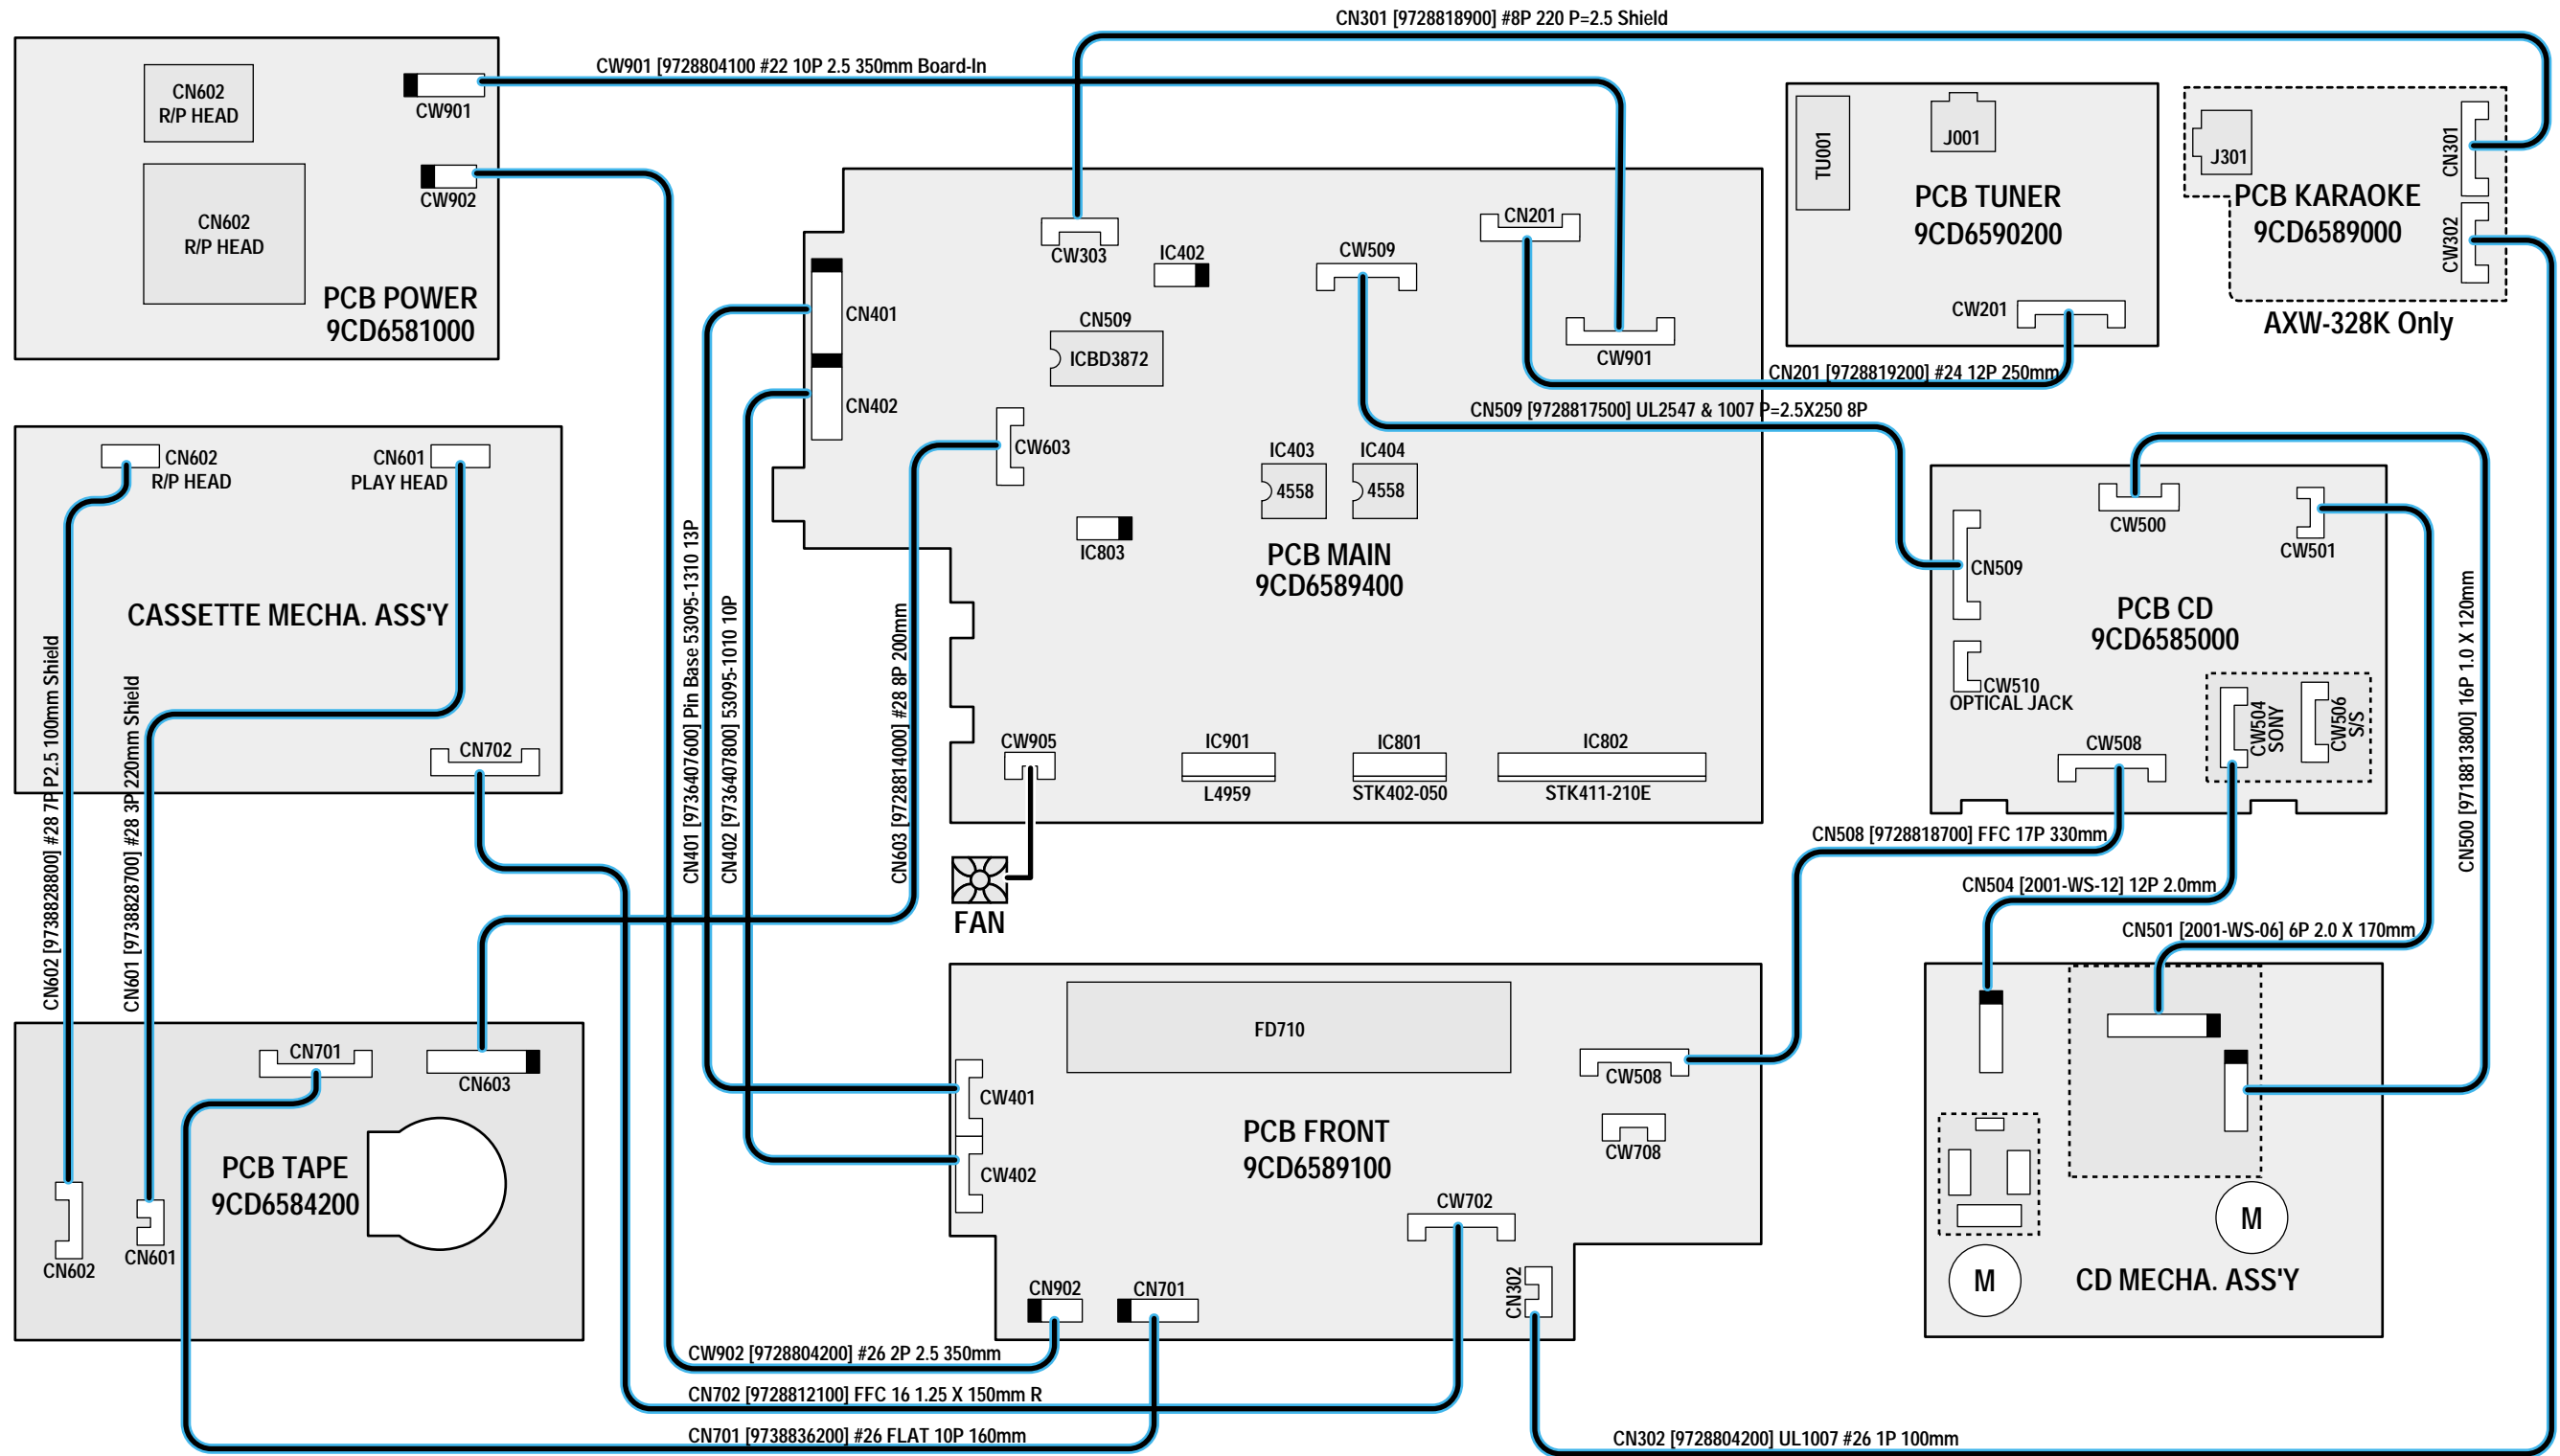 CN301 [9728818900] #8P 220 P=2.5 Shield
CW901 [9728804100 #22 10P 2.5 350mm Board-In
CN602
R/P HEAD
CW901
CN602
R/P HEAD
CW902
PCB POWER
9CD6581000
CW303
IC402
CW509
CN201
CN401
CN509
ICBD3872
CW901
CN402
CW603
IC403
4558
IC404
4558
IC803
PCB MAIN
9CD6589400
CW905
IC901
L4959
IC801
STK402-050
IC802
STK411-210E
FAN
TU001
J001
PCB TUNER
9CD6590200
CW201
J301
CN301
PCB KARAOKE
9CD6589000
CW302
AXW-328K Only
CN201 [9728819200] #24 12P 250mm
CN509 [9728817500] UL2547 & 1007 P=2.5X250 8P
CN602
R/P HEAD
CN601
PLAY HEAD
CASSETTE MECHA. ASS'Y
CN702
CN602 [9738828800] #28 7P P2.5 100mm Shield
CN601 [9738828700] #28 3P 220mm Shield
CN401 [9736407600] Pin Base 53095-1310 13P
CN402 [9736407800] 53095-1010 10P
CN603 [9728814000] #28 8P 200mm
CW500
CW501
CN509
PCB CD
9CD6585000
CW510
OPTICAL JACK
CW504
SONY
CW506
S/S
CW508
CN500 [9718813800] 16P 1.0 X 120mm
CN508 [9728818700] FFC 17P 330mm
CN504 [2001-WS-12] 12P 2.0mm
CN501 [2001-WS-06] 6P 2.0 X 170mm
CN701
CN603
PCB TAPE
9CD6584200
CN602
CN601
FD710
CW401
CW508
PCB FRONT
9CD6589100
CW708
CW402
CW702
CN902
CN701
CN302
M
M
CD MECHA. ASS'Y
CW902 [9728804200] #26 2P 2.5 350mm
CN702 [9728812100] FFC 16 1.25 X 150mm R
CN701 [9738836200] #26 FLAT 10P 160mm
CN302 [9728804200] UL1007 #26 1P 100mm